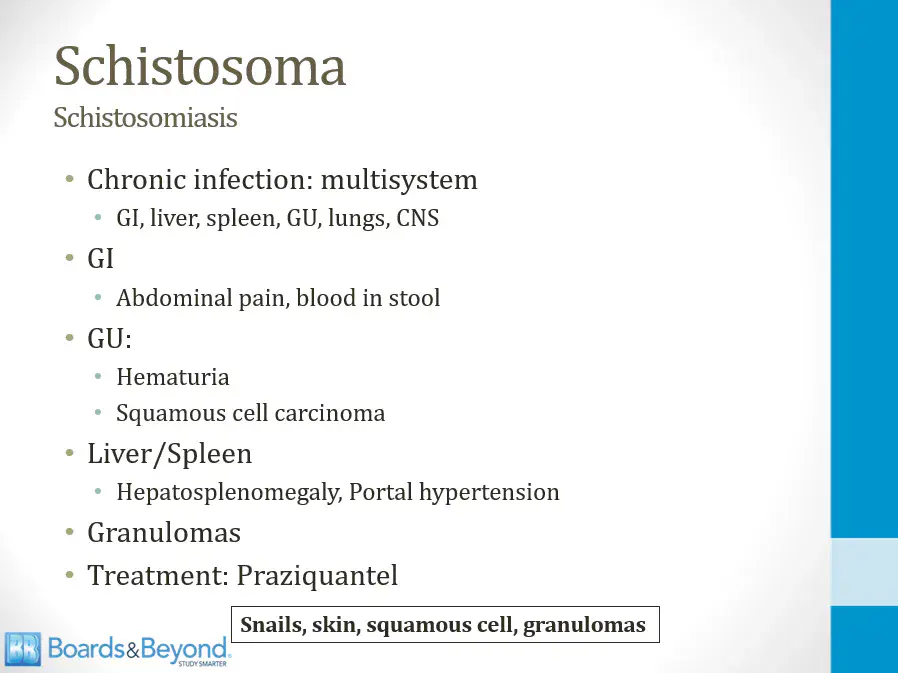 Schistosoma
Schistosomiasis
• Chronic infection: multisystem
• GI, liver, spleen, GU, lungs, CNS
• GI
• Abdominal pain, blood in stool
• GU:
• Hematuria
• Squamous cell carcinoma
• Liver/Spleen
• Hepatosplenomegaly, Portal hypertension
• Granulomas
• Treatment: Praziquantel
Snails, skin, squamous cell, granulomas
BB Boards&Beyond.
STUDY SMARTER